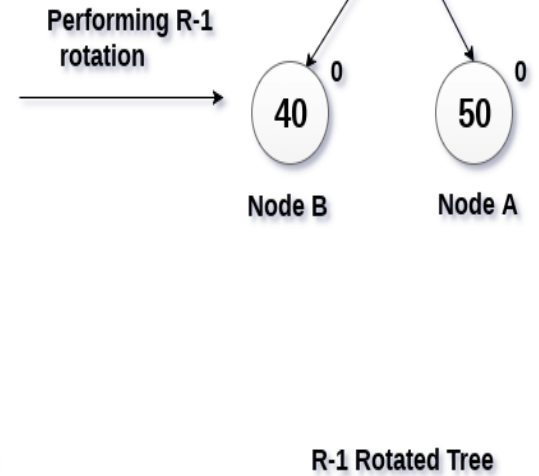 Performing R-1
rotation
0
0
40
50
Node B
Node A
R-1 Rotated Tree